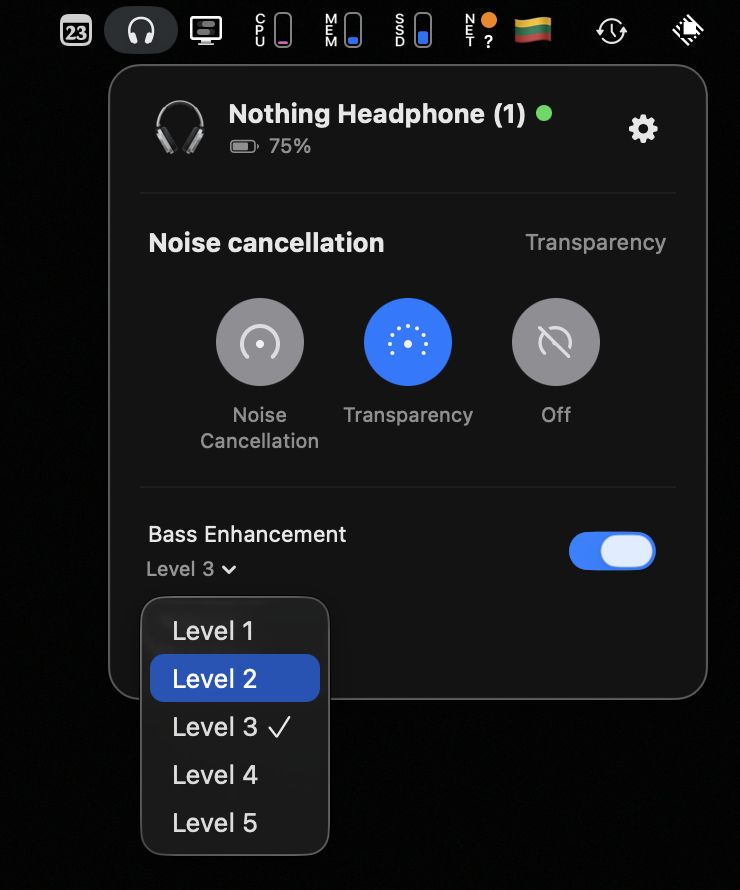 23
CPU
MEM
SSD
NET
?
Nothing Headphone (1)
75%
Noise cancellation
Transparency
Noise
Cancellation
Transparency
Off
Bass Enhancement
Level 3
Level 1
Level 2
Level 3
Level 4
Level 5